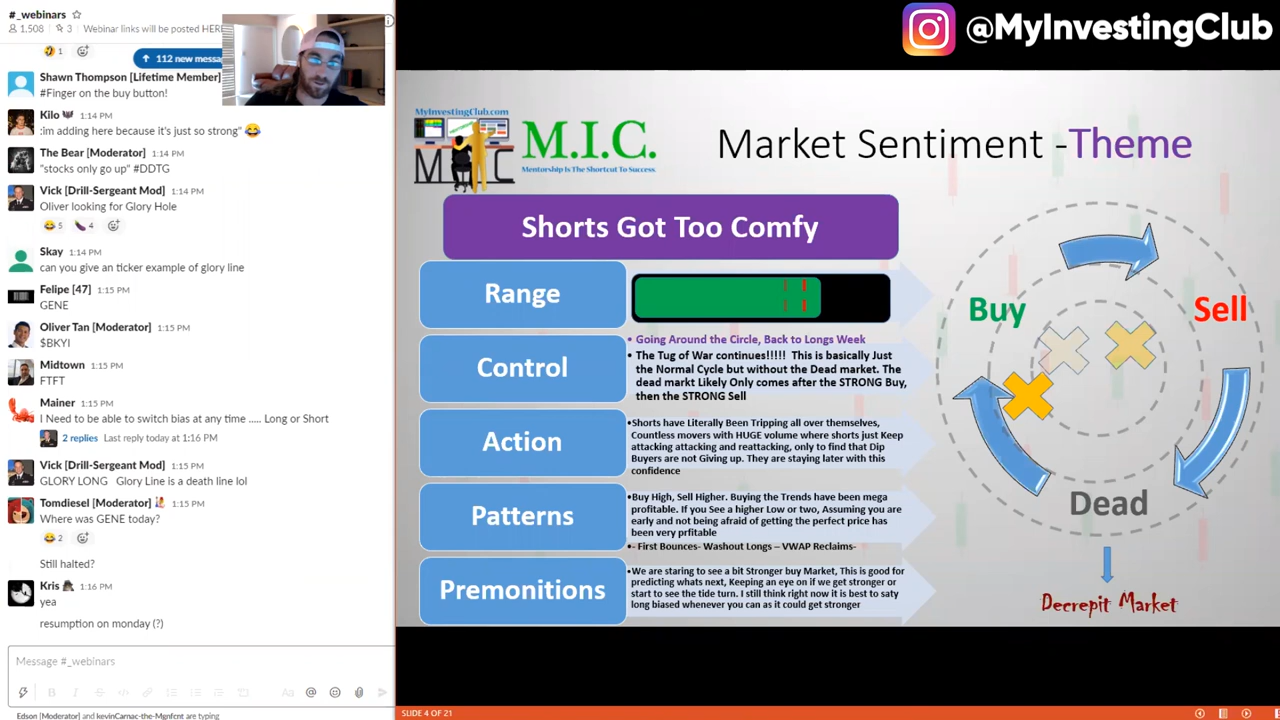 #_webinars
1,508
3
Webinar links will be posted HERE
1
112 new messa
Shawn Thompson [Lifetime Member]
#Finger on the buy button!
Kilo 1:14 PM
:im adding here because it's just so strong"
The Bear [Moderator] 1:14 PM
"stocks only go up" #DDTG
Vick [Drill-Sergeant Mod] 1:14 PM
Oliver looking for Glory Hole
5 4
Skay 1:14 PM
can you give an ticker example of glory line
Felipe [47] 1:15 PM
GENE
Oliver Tan [Moderator] 1:15 PM
$BKYI
Midtown 1:15 PM
FTFT
Mainer 1:15 PM
I Need to be able to switch bias at any time ..... Long or Short
2 replies Last reply today at 1:16 PM
Vick [Drill-Sergeant Mod] 1:15 PM
GLORY LONG Glory Line is a death line lol
Tomdiesel [Moderator] 1:15 PM
Where was GENE today?
2
Still halted?
Kris 1:16 PM
yea
resumption on monday (?)
Message #_webinars
Edson [Moderator] and kevinCarnac-the-Mgnfcnt are typing
@MyInvestingClub
MyInvestingClub.com
MIC
M.I.C.
Mentorship Is The Shortcut To Success.
Market Sentiment -Theme
Shorts Got Too Comfy
Range
Control
• Going Around the Circle, Back to Longs Week
• The Tug of War continues!!!!! This is basically Just
the Normal Cycle but without the Dead market. The
dead markt Likely Only comes after the STRONG Buy,
then the STRONG Sell
Action
•Shorts have Literally Been Tripping all over themselves,
Countless movers with HUGE volume where shorts just Keep
attacking attacking and reattacking, only to find that Dip
Buyers are not Giving up. They are staying later with this
confidence
Patterns
•Buy High, Sell Higher. Buying the Trends have been mega
profitable. If you See a higher Low or two, Assuming you are
early and not being afraid of getting the perfect price has
been very prfitable
•- First Bounces- Washout Longs – VWAP Reclaims-
Premonitions
•We are staring to see a bit Stronger buy Market, This is good for
predicting whats next, Keeping an eye on if we get stronger or
start to see the tide turn. I still think right now it is best to saty
long biased whenever you can as it could get stronger
Buy
Sell
Dead
Decrepit Market
SLIDE 4 OF 21